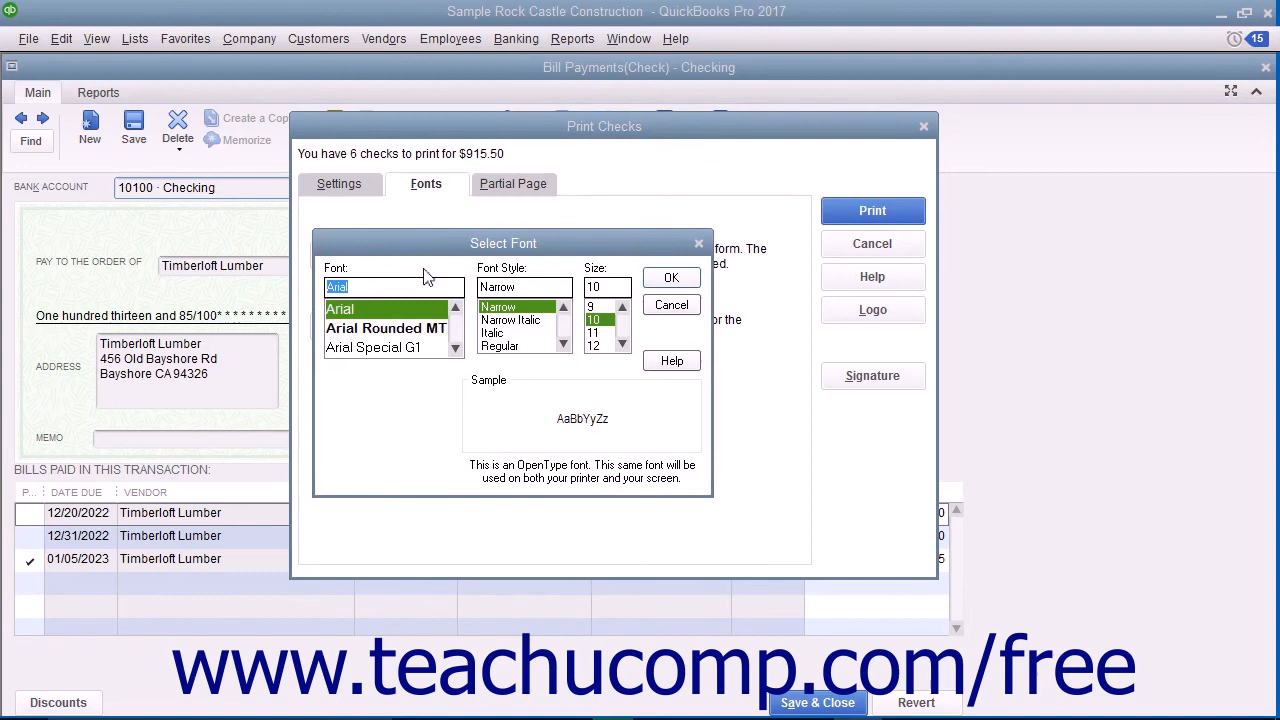 qb
Sample Rock Castle Construction - QuickBooks Pro 2017
File Edit View Lists Favorites Company Customers Vendors Employees Banking Reports Window Help
15
Bill Payments(Check) - Checking
Main Reports
Find New Save Delete Create a Cop
Memorize
Print Checks
You have 6 checks to print for $915.50
Settings Fonts Partial Page
BANK ACCOUNT 10100 · Checking
Print
Cancel
Help
Logo
Signature
form. The
d.
or the
PAY TO THE ORDER OF Timberloft Lumber
One hundred thirteen and 85/100* * * * * * * *
ADDRESS
Timberloft Lumber
456 Old Bayshore Rd
Bayshore CA 94326
MEMO
Select Font
Font: Font Style: Size:
Arial Narrow 10
Arial
Arial Rounded MT
Arial Special G1
Narrow
Narrow Italic
Italic
Regular
9
10
11
12
OK
Cancel
Help
Sample
AaBbYyZz
This is an OpenType font. This same font will be
used on both your printer and your screen.
BILLS PAID IN THIS TRANSACTION:
P... DATE DUE VENDOR
12/20/2022 Timberloft Lumber 0
12/31/2022 Timberloft Lumber 0
✓ 01/05/2023 Timberloft Lumber 5
www.teachucomp.com/free
Discounts Save & Close Revert